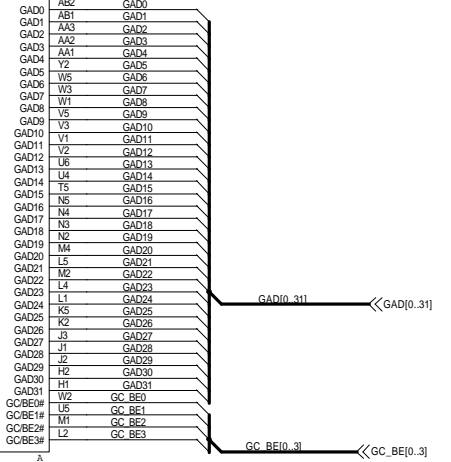 GAD0 AB2 GAD0
GAD1 AB1 GAD1
GAD2 AA3 GAD2
GAD3 AA2 GAD3
GAD4 AA1 GAD4
GAD5 Y2 GAD5
GAD6 W5 GAD6
GAD7 W3 GAD7
GAD8 W1 GAD8
GAD9 V5 GAD9
GAD10 V3 GAD10
GAD11 V1 GAD11
GAD12 V2 GAD12
GAD13 U6 GAD13
GAD14 U4 GAD14
GAD15 T5 GAD15
GAD16 N5 GAD16
GAD17 N4 GAD17
GAD18 N3 GAD18
GAD19 N2 GAD19
GAD20 M4 GAD20
GAD21 L5 GAD21
GAD22 M2 GAD22
GAD23 L4 GAD23
GAD24 L1 GAD24
GAD25 K5 GAD25
GAD26 K2 GAD26
GAD27 J3 GAD27
GAD28 J1 GAD28
GAD29 J2 GAD29
GAD30 H2 GAD30
GAD31 H1 GAD31
GC/BE0# W2 GC_BE0
GC/BE1# U5 GC_BE1
GC/BE2# M1 GC_BE2
GC/BE3# L2 GC_BE3
GAD[0..31] GAD[0..31]
GC_BE[0..3] GC_BE[0..3]